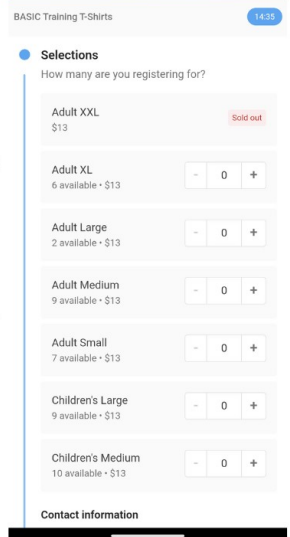 BASIC Training T-Shirts
14:35
Selections
How many are you registering for?
Adult XXL
$13
Sold out
Adult XL
6 available • $13
- 0 +
Adult Large
2 available • $13
- 0 +
Adult Medium
9 available • $13
- 0 +
Adult Small
7 available • $13
- 0 +
Children's Large
9 available • $13
- 0 +
Children's Medium
10 available • $13
- 0 +
Contact information